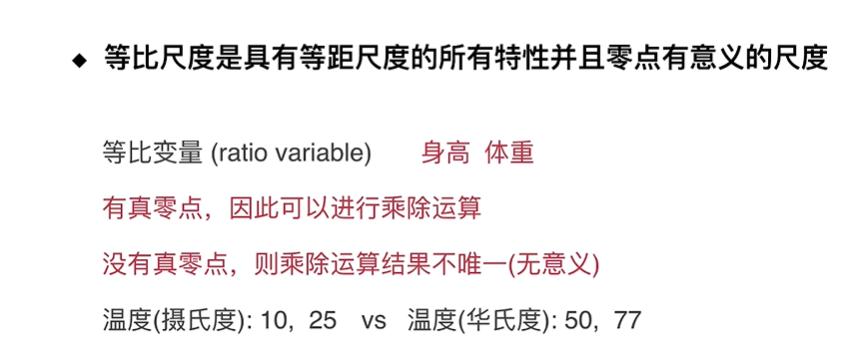 ◆ 等比尺度是具有等距尺度的所有特性并且零点有意义的尺度
等比变量 (ratio variable) 身高 体重
有真零点，因此可以进行乘除运算
没有真零点，则乘除运算结果不唯一(无意义)
温度(摄氏度): 10, 25 vs 温度(华氏度): 50, 77